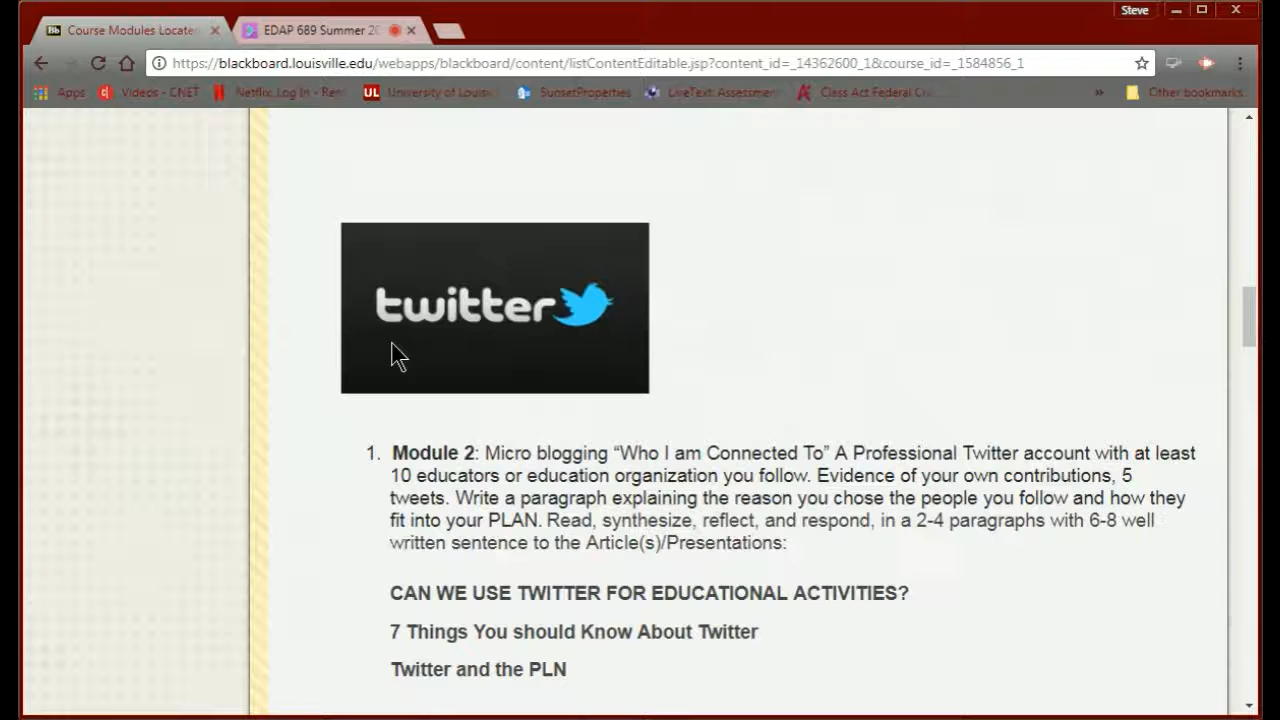 Steve
Bb Course Modules Locate
EDAP 689 Summer 20
https://blackboard.louisville.edu/webapps/blackboard/content/listContentEditable.jsp?content_id=_14362600_1&course_id=_1584856_1
Apps Videos - CNET Netflix Log In - Ren UL University of Louisv SunsetProperties LiveText: Assessmen Class Act Federal Cre » Other bookmarks
twitter
1. Module 2: Micro blogging “Who I am Connected To” A Professional Twitter account with at least
10 educators or education organization you follow. Evidence of your own contributions, 5
tweets. Write a paragraph explaining the reason you chose the people you follow and how they
fit into your PLAN. Read, synthesize, reflect, and respond, in a 2-4 paragraphs with 6-8 well
written sentence to the Article(s)/Presentations:
CAN WE USE TWITTER FOR EDUCATIONAL ACTIVITIES?
7 Things You should Know About Twitter
Twitter and the PLN